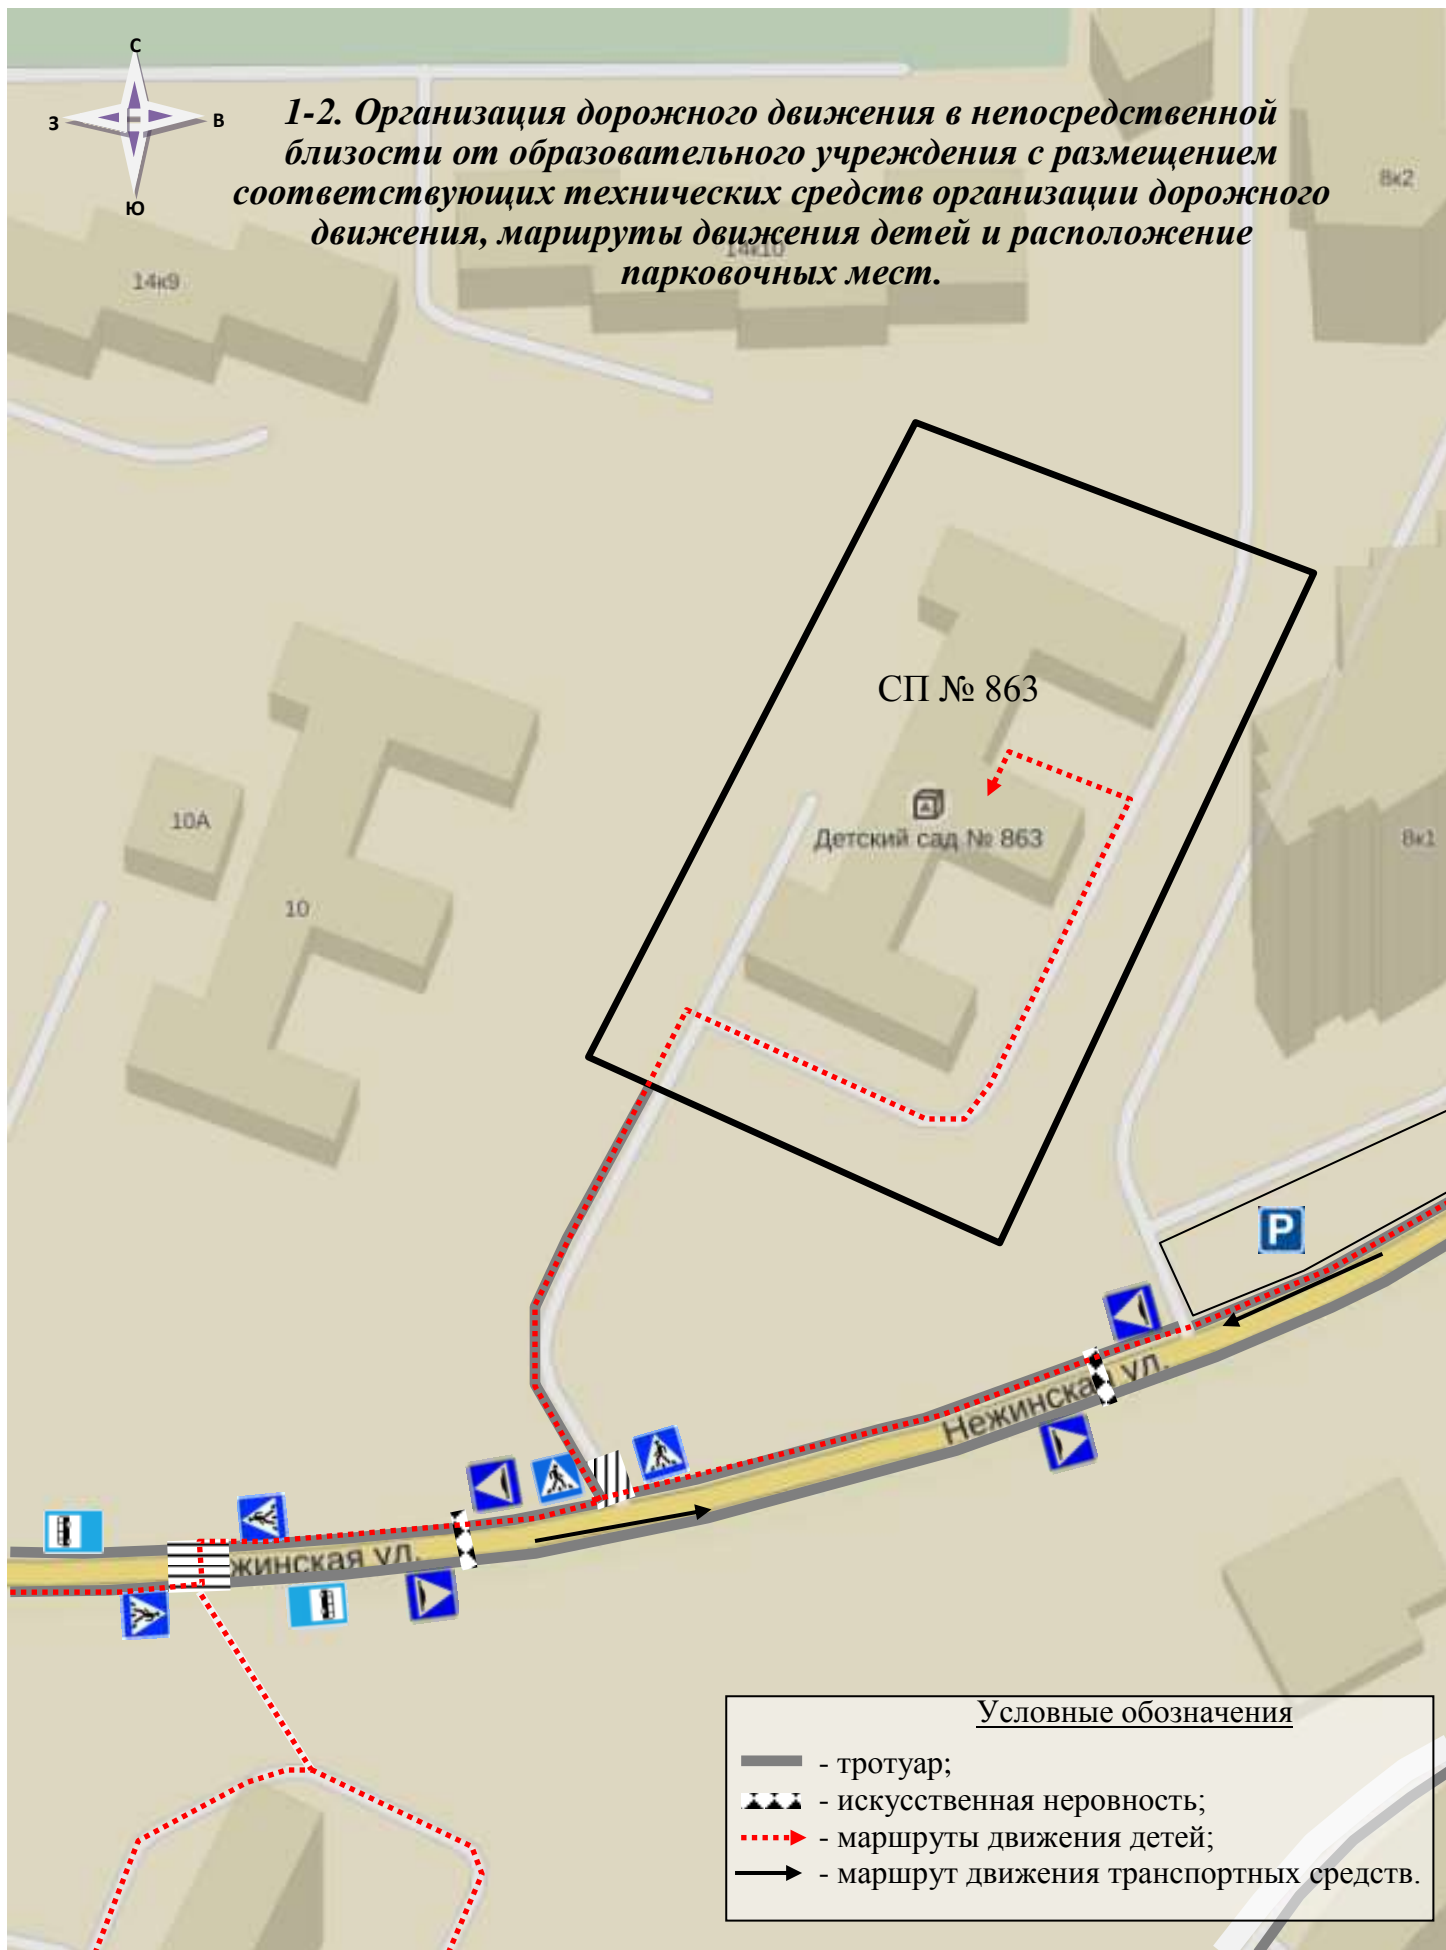 С
З
В
Ю
1-2. Организация дорожного движения в непосредственной
близости от образовательного учреждения с размещением
соответствующих технических средств организации дорожного
движения, маршруты движения детей и расположение
парковочных мест.
8к2
14к10
14к9
СП № 863
Детский сад № 863
10А
10
8к1
P
Нежинская ул.
жинская ул.
Условные обозначения
- тротуар;
- искусственная неровность;
- маршруты движения детей;
- маршрут движения транспортных средств.